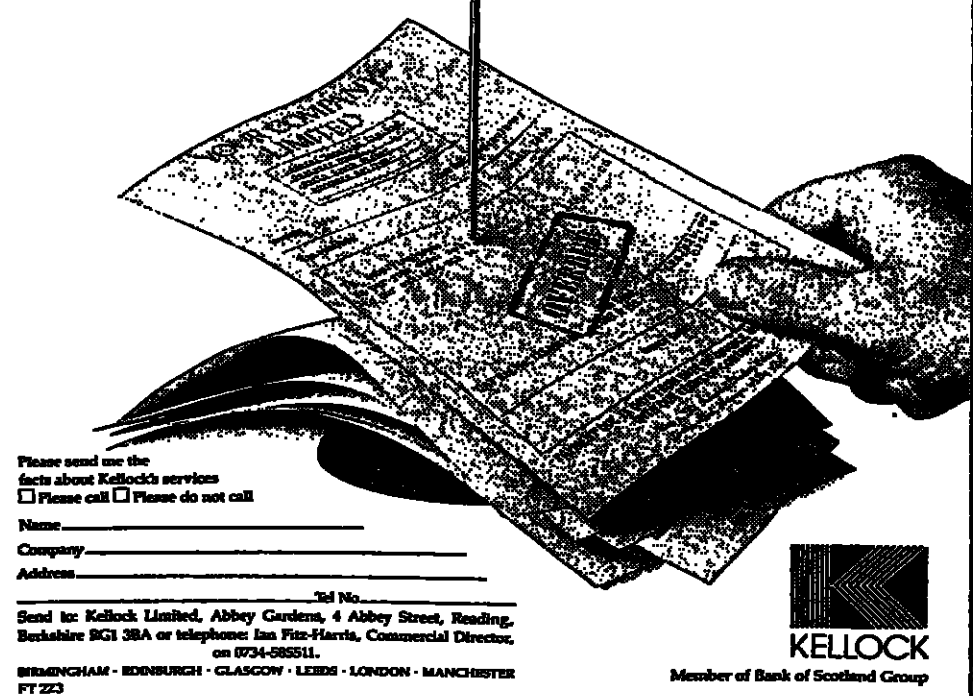 YOUR COMPANY
LIMITED
Please send me the
facts about Kellock's services
Please call Please do not call
Name
Company
Address
Tel No.
Send to: Kellock Limited, Abbey Gardens, 4 Abbey Street, Reading,
Berkshire RG1 3BA or telephone: Ian Fitz-Harris, Commercial Director,
on 0734-585511.
BIRMINGHAM - EDINBURGH - GLASGOW - LEEDS - LONDON - MANCHESTER
FT 223
KELLOCK
Member of Bank of Scotland Group